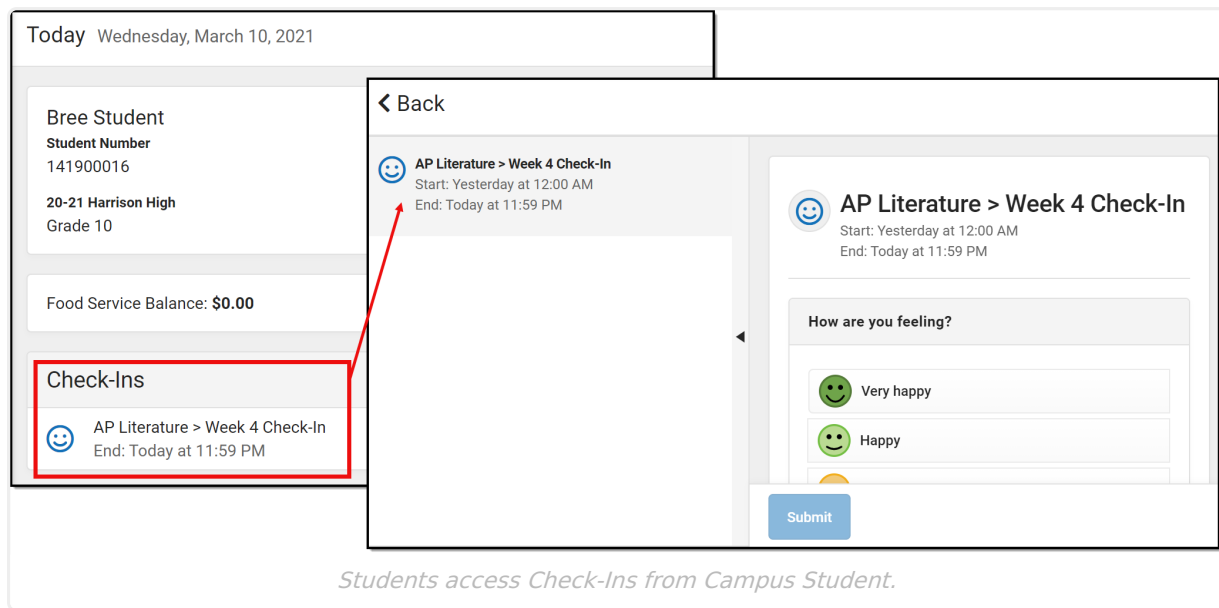 Today Wednesday, March 10, 2021
Bree Student
Student Number
141900016
20-21 Harrison High
Grade 10
Food Service Balance: $0.00
Check-Ins
AP Literature > Week 4 Check-In
End: Today at 11:59 PM
Back
AP Literature > Week 4 Check-In
Start: Yesterday at 12:00 AM
End: Today at 11:59 PM
AP Literature > Week 4 Check-In
Start: Yesterday at 12:00 AM
End: Today at 11:59 PM
How are you feeling?
Very happy
Happy
Submit
Students access Check-Ins from Campus Student.